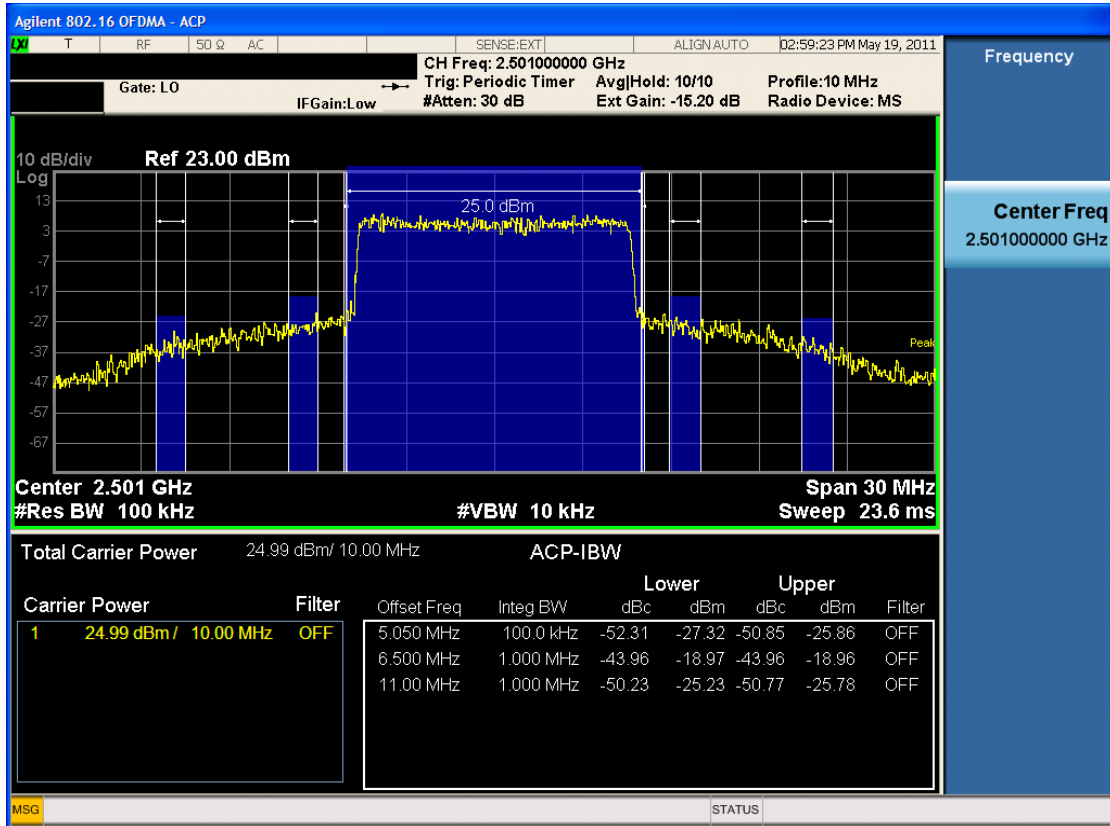 Agilent 802.16 OFDMA - ACP
LXI T RF 50 Ω AC SENSE:EXT ALIGN AUTO 02:59:23 PM May 19, 2011
CH Freq: 2.501000000 GHz
Gate: LO Trig: Periodic Timer Avg|Hold: 10/10 Profile:10 MHz
IFGain:Low #Atten: 30 dB Ext Gain: -15.20 dB Radio Device: MS
Frequency
Center Freq
2.501000000 GHz
10 dB/div Ref 23.00 dBm
Log
13
3
-7
-17
-27
-37
-47
-57
-67
25.0 dBm
Peak
Center 2.501 GHz Span 30 MHz
#Res BW 100 kHz #VBW 10 kHz Sweep 23.6 ms
Total Carrier Power 24.99 dBm/ 10.00 MHz ACP-IBW
Lower Upper
Carrier Power Filter Offset Freq Integ BW dBc dBm dBc dBm Filter
1 24.99 dBm / 10.00 MHz OFF 5.050 MHz 100.0 kHz -52.31 -27.32 -50.85 -25.86 OFF
6.500 MHz 1.000 MHz -43.96 -18.97 -43.96 -18.96 OFF
11.00 MHz 1.000 MHz -50.23 -25.23 -50.77 -25.78 OFF
MSG STATUS